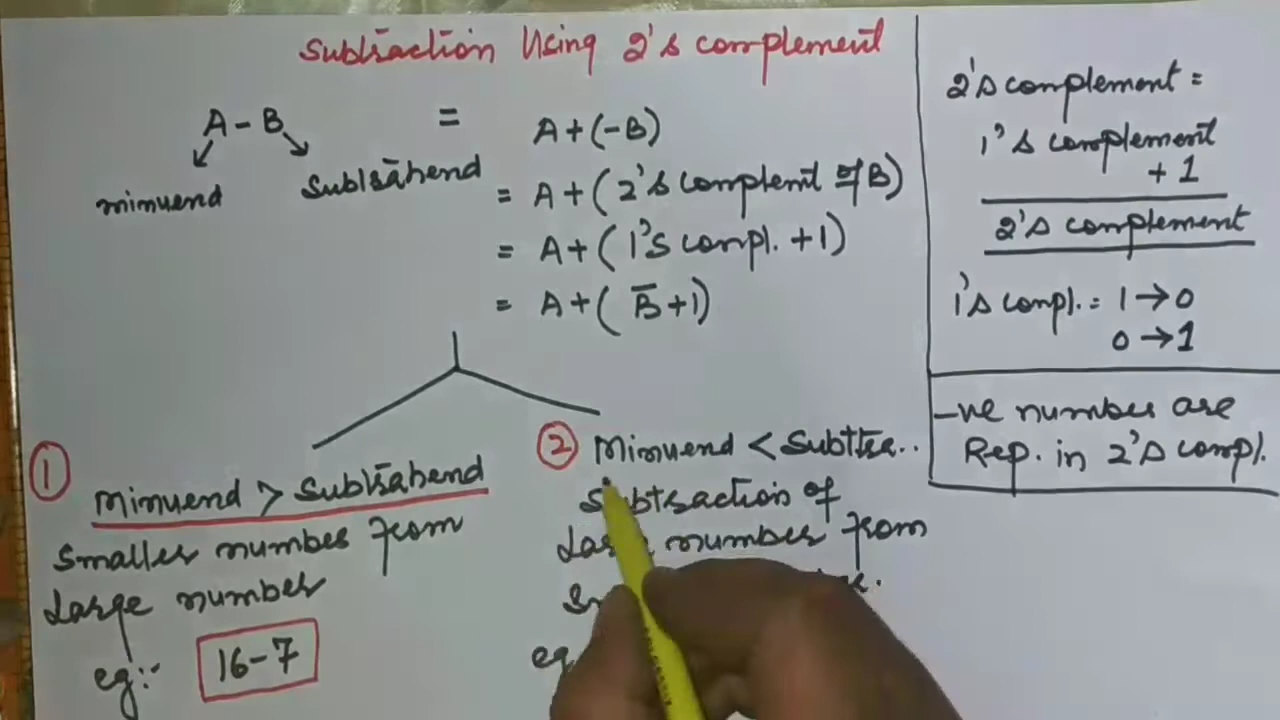 Subtraction Using 2's complement
A - B = A + (-B)
minuend Subtrahend
= A + (2's complemt of B)
= A + (1's compl. + 1)
= A + (B̅ + 1)
① Minuend > Subtrahend
Smaller number from
Large number
eg:- 16-7
② Minuend < Subtra..
Subtraction of
Large number from
eg
2's complement =
1's complement
+ 1
2's complement
1's compl. = 1 → 0
0 → 1
-ve number are
Rep. in 2's compl.